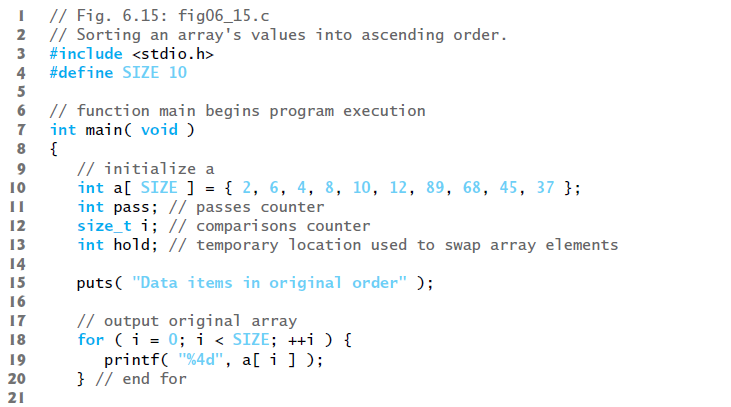 1 // Fig. 6.15: fig06_15.c
2 // Sorting an array's values into ascending order.
3 #include <stdio.h>
4 #define SIZE 10
5
6 // function main begins program execution
7 int main( void )
8 {
9 // initialize a
10 int a[ SIZE ] = { 2, 6, 4, 8, 10, 12, 89, 68, 45, 37 };
11 int pass; // passes counter
12 size_t i; // comparisons counter
13 int hold; // temporary location used to swap array elements
14
15 puts( "Data items in original order" );
16
17 // output original array
18 for ( i = 0; i < SIZE; ++i ) {
19 printf( "%4d", a[ i ] );
20 } // end for
21